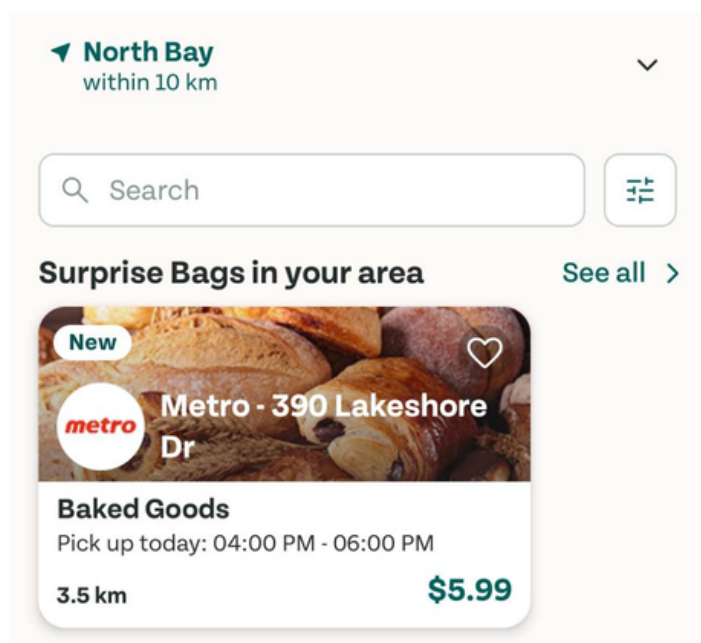 North Bay
within 10 km
Search
Surprise Bags in your area See all
New
metro
Metro - 390 Lakeshore
Dr
Baked Goods
Pick up today: 04:00 PM - 06:00 PM
3.5 km $5.99